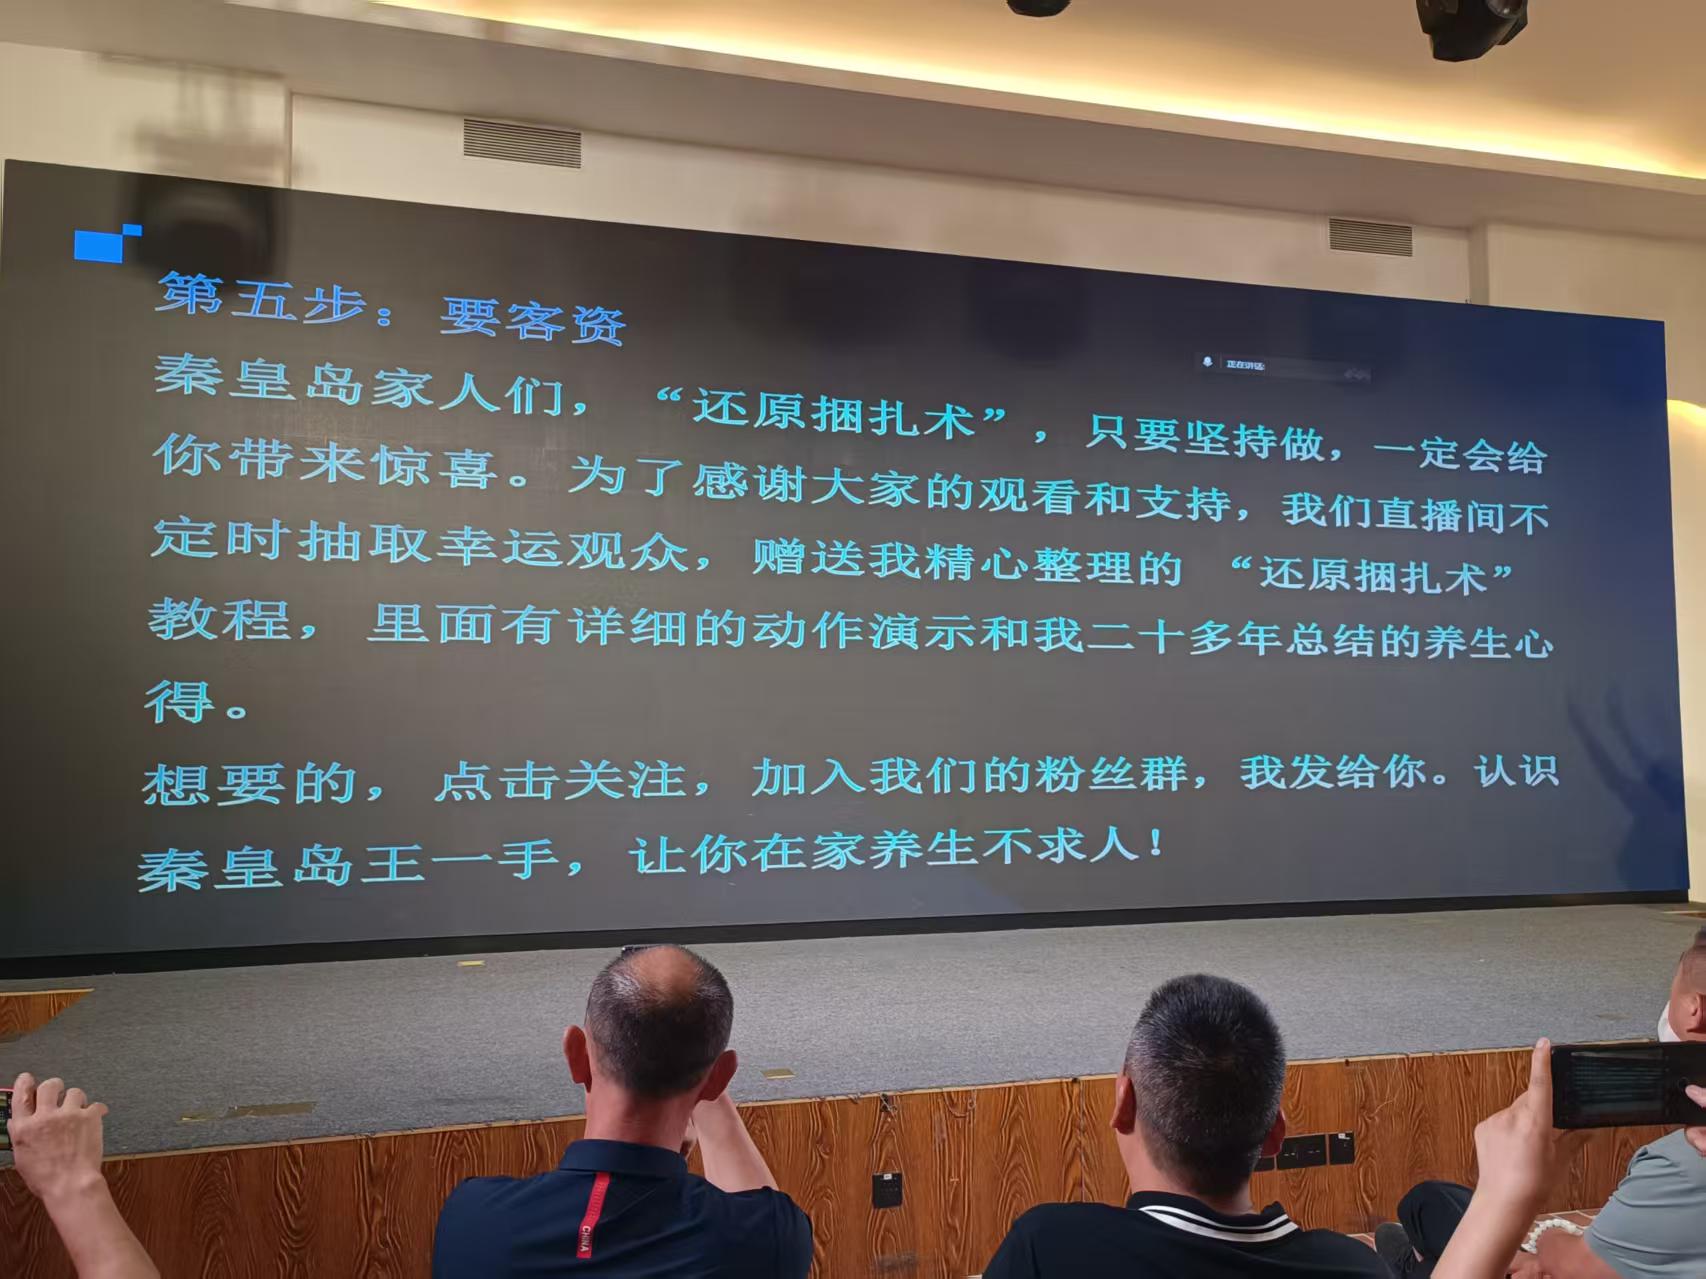 正在讲话:
第五步：要客资
秦皇岛家人们，“还原捆扎术”，只要坚持做，一定会给
你带来惊喜。为了感谢大家的观看和支持，我们直播间不
定时抽取幸运观众，赠送我精心整理的“还原捆扎术”
教程，里面有详细的动作演示和我二十多年总结的养生心
得。
想要的，点击关注，加入我们的粉丝群，我发给你。认识
秦皇岛王一手，让你在家养生不求人！
CHINA